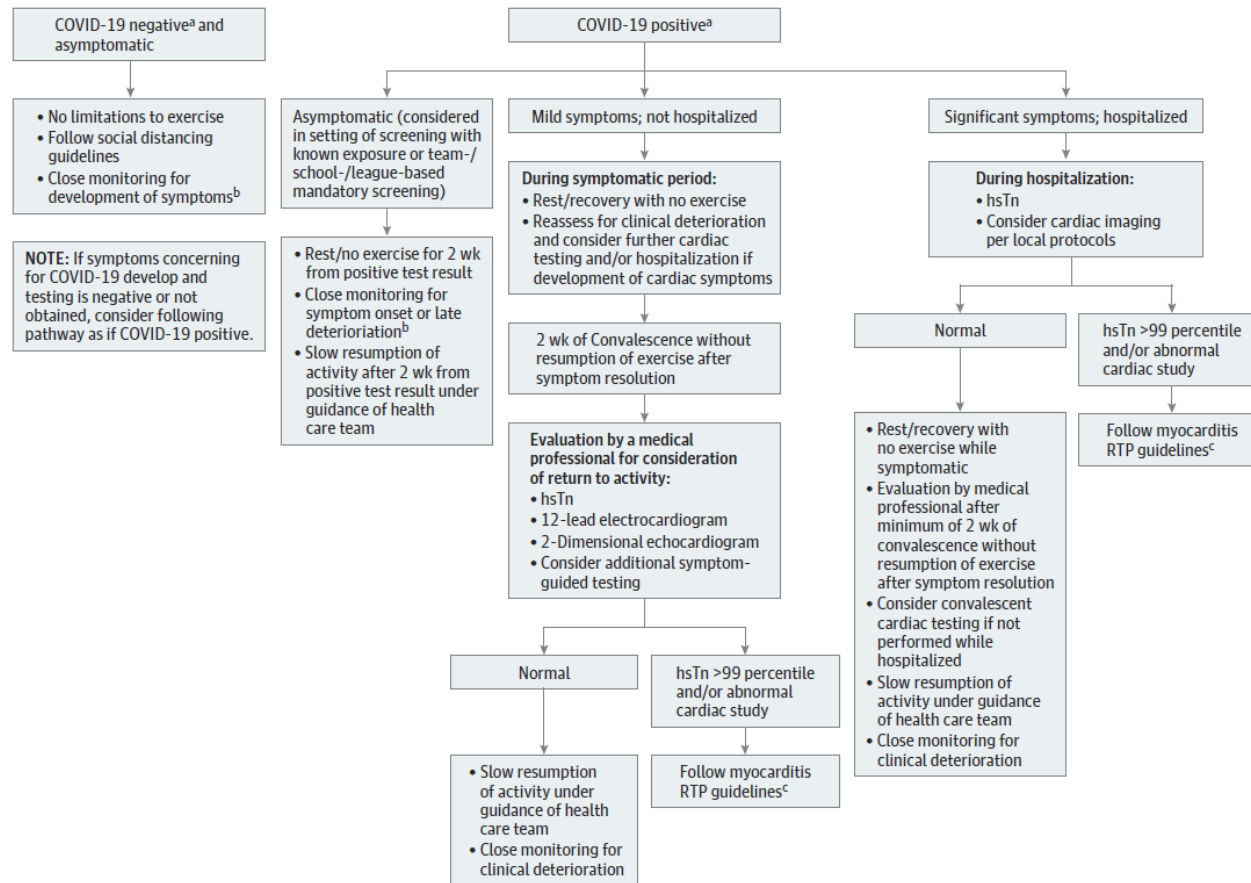 COVID-19 negativea and
asymptomatic
• No limitations to exercise
• Follow social distancing
guidelines
• Close monitoring for
development of symptomsb
NOTE: If symptoms concerning
for COVID-19 develop and
testing is negative or not
obtained, consider following
pathway as if COVID-19 positive.
COVID-19 positivea
Asymptomatic (considered
in setting of screening with
known exposure or team-/
school-/league-based
mandatory screening)
• Rest/no exercise for 2 wk
from positive test result
• Close monitoring for
symptom onset or late
deterioriationb
• Slow resumption of
activity after 2 wk from
positive test result under
guidance of health
care team
Mild symptoms; not hospitalized
During symptomatic period:
• Rest/recovery with no exercise
• Reassess for clinical deterioration
and consider further cardiac
testing and/or hospitalization if
development of cardiac symptoms
2 wk of Convalescence without
resumption of exercise after
symptom resolution
Evaluation by a medical
professional for consideration
of return to activity:
• hsTn
• 12-lead electrocardiogram
• 2-Dimensional echocardiogram
• Consider additional symptom-
guided testing
Normal
• Slow resumption
of activity under
guidance of health
care team
• Close monitoring for
clinical deterioration
hsTn >99 percentile
and/or abnormal
cardiac study
Follow myocarditis
RTP guidelinesc
Significant symptoms; hospitalized
During hospitalization:
• hsTn
• Consider cardiac imaging
per local protocols
Normal
• Rest/recovery with
no exercise while
symptomatic
• Evaluation by medical
professional after
minimum of 2 wk of
convalescence without
resumption of exercise
after symptom resolution
• Consider convalescent
cardiac testing if not
performed while
hospitalized
• Slow resumption of
activity under guidance
of health care team
• Close monitoring for
clinical deterioration
hsTn >99 percentile
and/or abnormal
cardiac study
Follow myocarditis
RTP guidelinesc